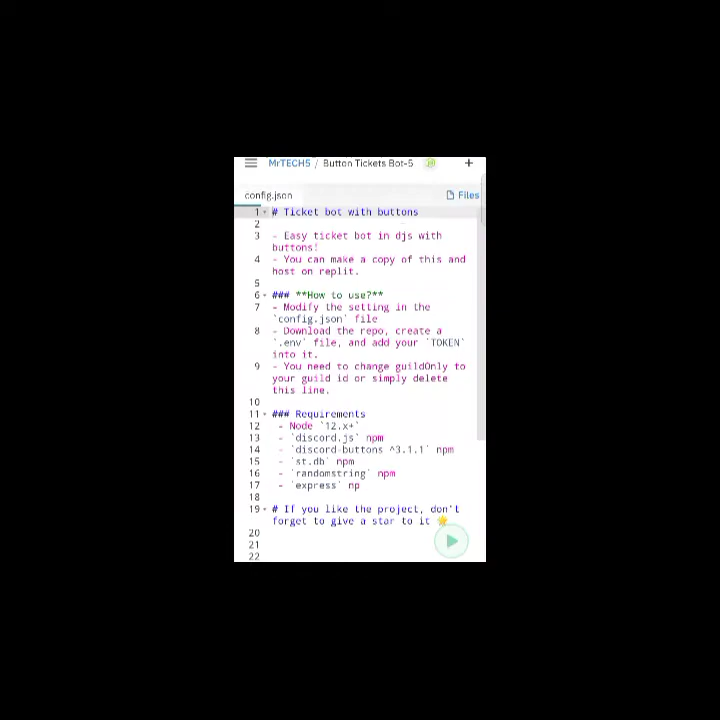 MrTECH5 / Button Tickets Bot-5 +
config.json Files
1 # Ticket bot with buttons
2
3 - Easy ticket bot in djs with
buttons!
4 - You can make a copy of this and
host on replit.
5
6 ### **How to use?**
7 - Modify the setting in the
`config.json` file
8 - Download the repo, create a
`.env` file, and add your `TOKEN`
into it.
9 - You need to change guildOnly to
your guild id or simply delete
this line.
10
11 ### Requirements
12 - Node `12.x+`
13 - `discord.js` npm
14 - `discord-buttons ^3.1.1` npm
15 - `st.db` npm
16 - `randomstring` npm
17 - `express` np
18
19 # If you like the project, don't
forget to give a star to it ⭐
20
21
22